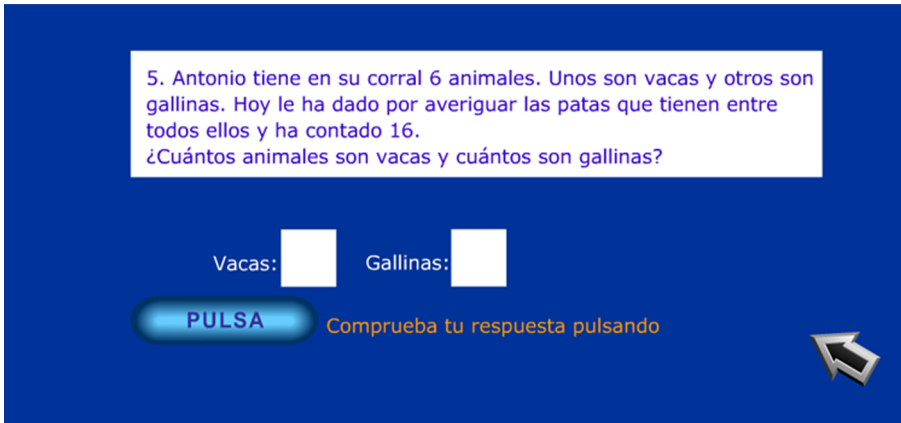 5. Antonio tiene en su corral 6 animales. Unos son vacas y otros son
gallinas. Hoy le ha dado por averiguar las patas que tienen entre
todos ellos y ha contado 16.
¿Cuántos animales son vacas y cuántos son gallinas?
Vacas:
Gallinas:
PULSA
Comprueba tu respuesta pulsando